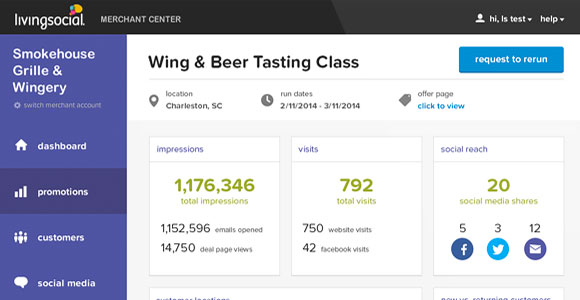 livingsocial. MERCHANT CENTER
hi, ls test
help
Smokehouse
Grille &
Wingery
switch merchant account
dashboard
promotions
customers
social media
Wing & Beer Tasting Class
request to rerun
location
Charleston, SC
run dates
2/11/2014 - 3/11/2014
offer page
click to view
impressions
1,176,346
total impressions
1,152,596 emails opened
14,750 deal page views
visits
792
total visits
750 website visits
42 facebook visits
social reach
20
social media shares
5 3 12
customer locations
new vs. returning customers